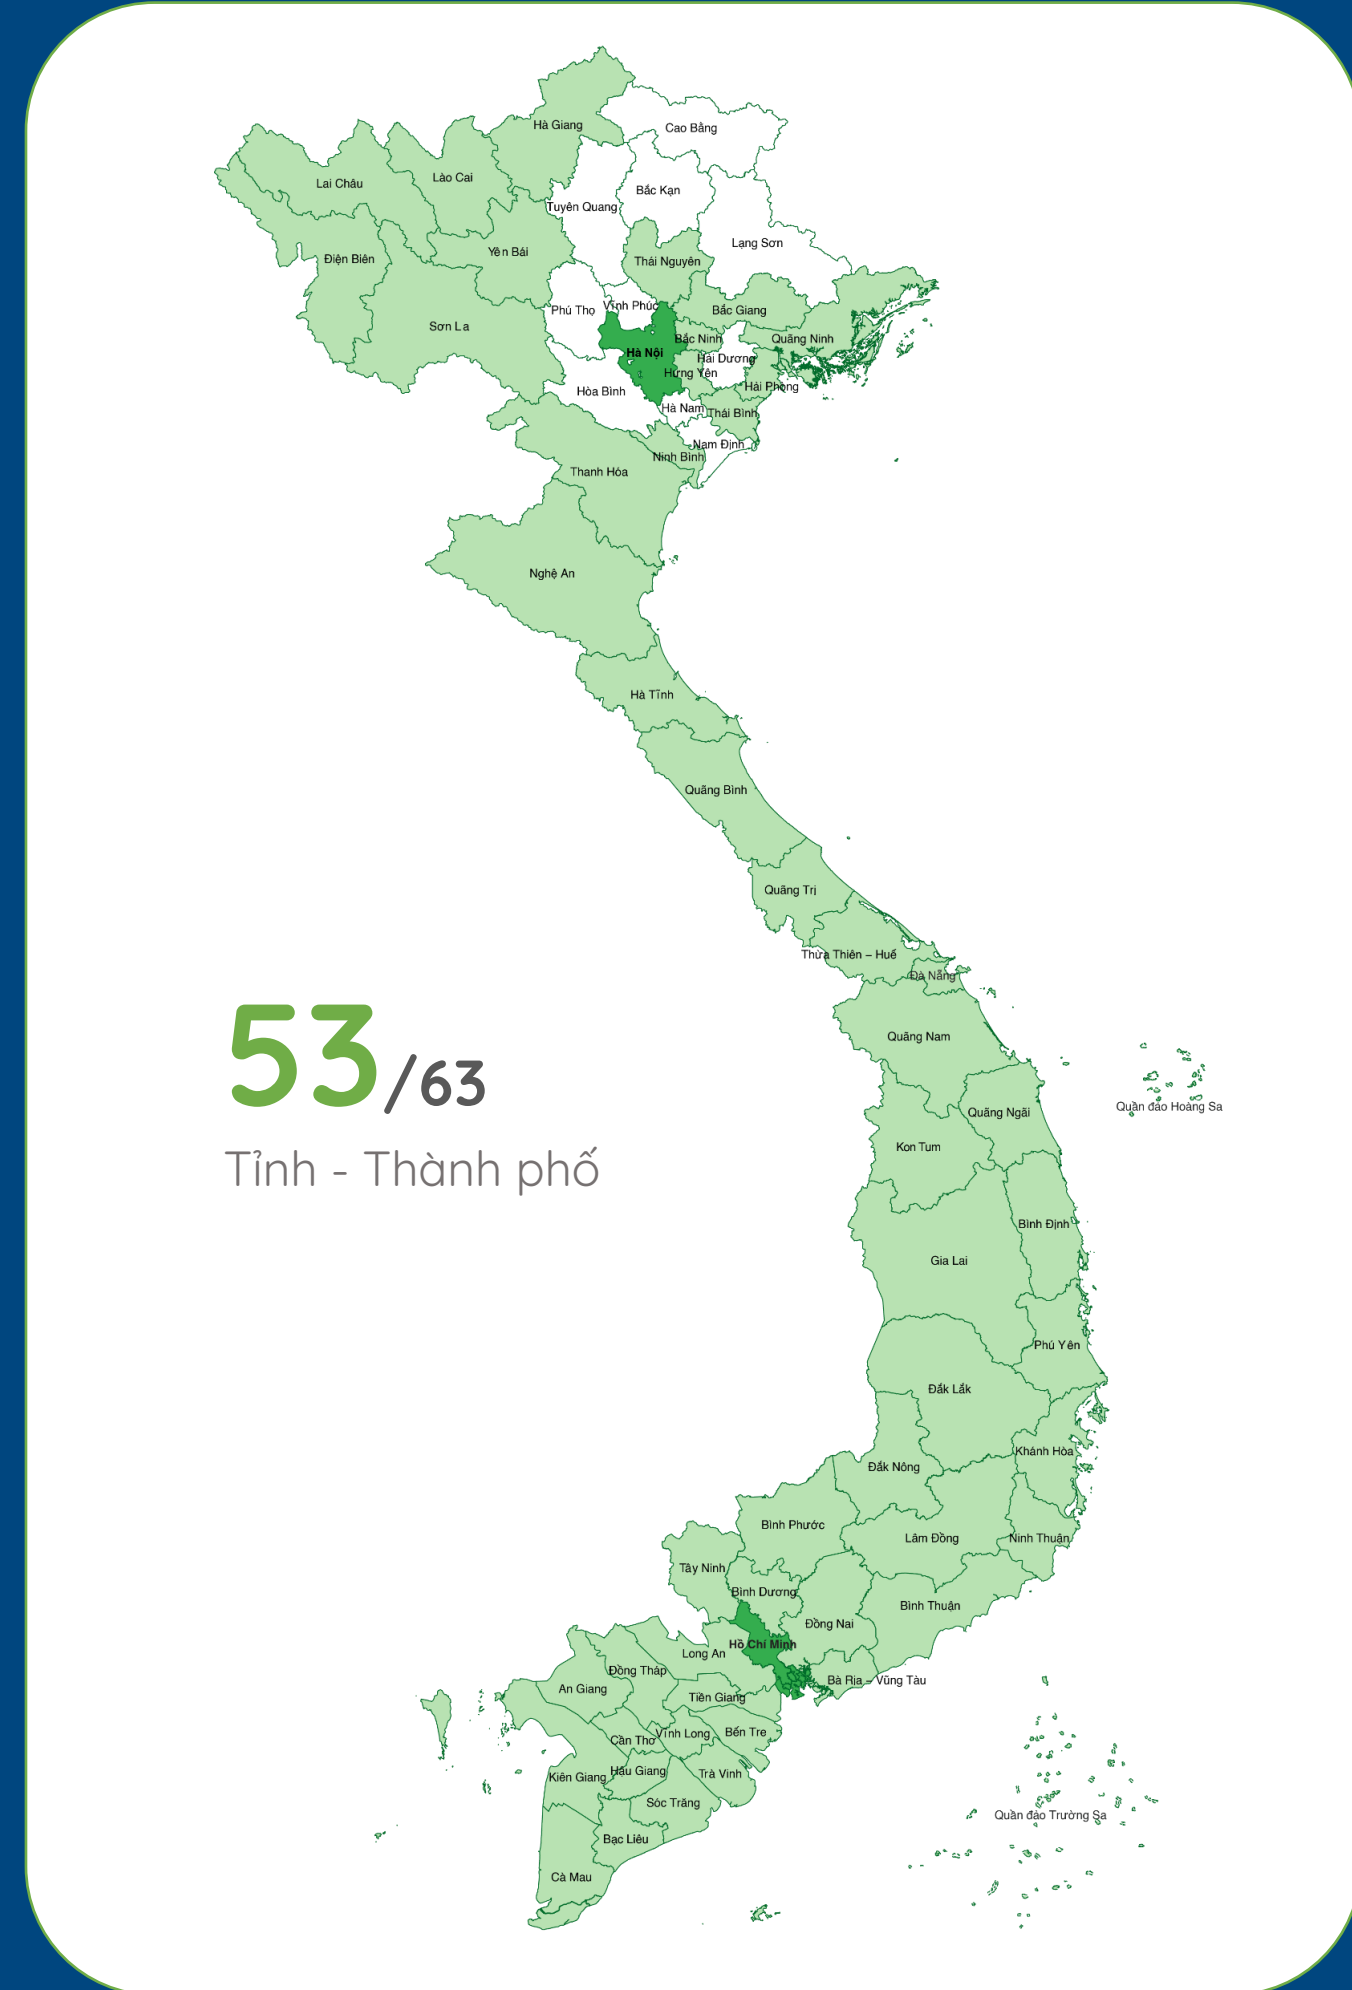 Hà Giang
Cao Bằng
Lào Cai
Lai Châu
Bắc Kạn
Tuyên Quang
Lạng Sơn
Yên Bái
Điện Biên
Thái Nguyên
Vĩnh Phúc
Phú Thọ
Bắc Giang
Sơn La
Bắc Ninh
Quãng Ninh
Hà Nội
Hải Dương
Hưng Yên
Hải Phòng
Hòa Bình
Hà Nam
Thái Bình
Nam Định
Ninh Bình
Thanh Hóa
Nghệ An
Hà Tĩnh
Quãng Bình
Quãng Trị
Thừa Thiên – Huế
Đà Nẵng
Quãng Nam
53/63
Tỉnh - Thành phố
Quần đảo Hoàng Sa
Quãng Ngãi
Kon Tum
Bình Định
Gia Lai
Phú Yên
Đắk Lắk
Khánh Hòa
Đắk Nông
Bình Phước
Lâm Đồng
Ninh Thuận
Tây Ninh
Bình Dương
Bình Thuận
Đồng Nai
Hồ Chí Minh
Long An
Đồng Tháp
Bà Rịa – Vũng Tàu
An Giang
Tiền Giang
Vĩnh Long
Bến Tre
Cần Thơ
Hậu Giang
Trà Vinh
Kiên Giang
Sóc Trăng
Quần đảo Trường Sa
Bạc Liêu
Cà Mau